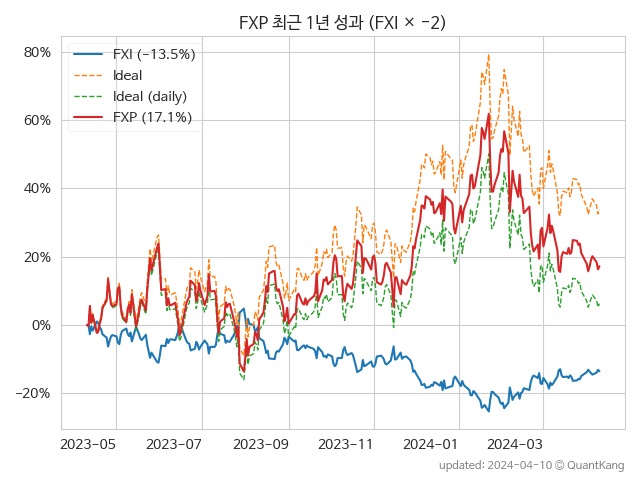 FXP 최근 1년 성과 (FXI × −2)
80%
60%
40%
20%
0%
−20%
FXI (−13.5%)
Ideal
Ideal (daily)
FXP (17.1%)
2023-05 2023-07 2023-09 2023-11 2024-01 2024-03
updated: 2024-04-10 © QuantKang